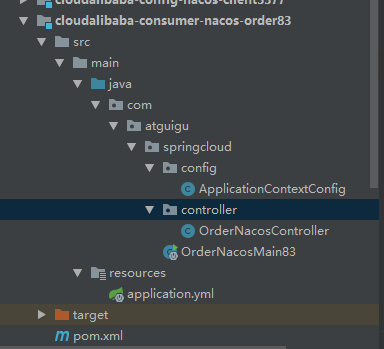 cloudalibaba-config-nacos-client3377
cloudalibaba-consumer-nacos-order83
src
main
java
com
atguigu
springcloud
config
ApplicationContextConfig
controller
OrderNacosController
OrderNacosMain83
resources
application.yml
target
pom.xml